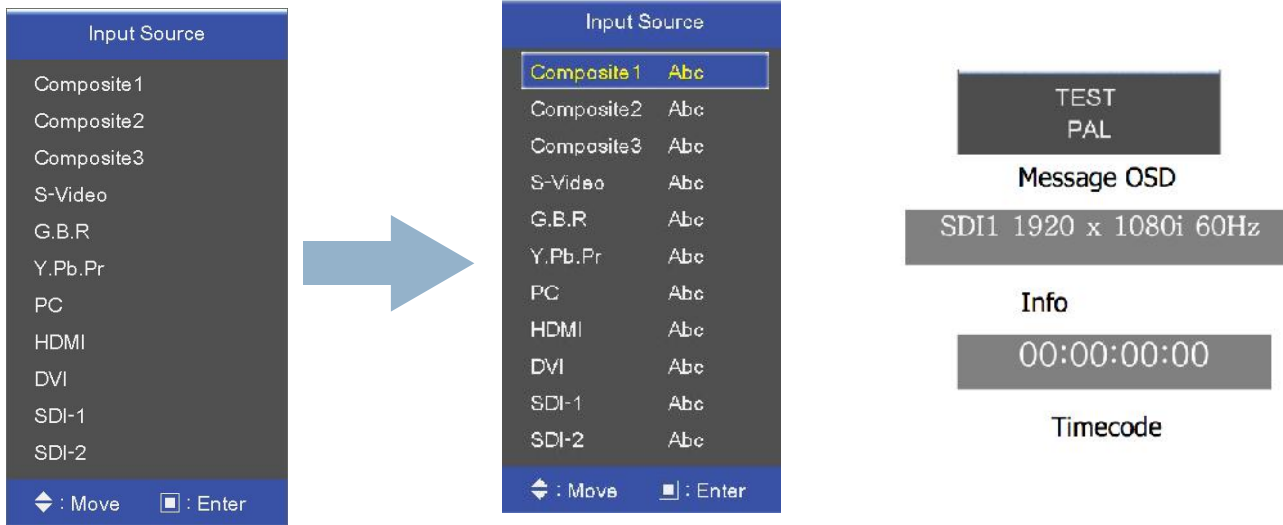 Input Source
Composite1
Composite2
Composite3
S-Video
G.B.R
Y.Pb.Pr
PC
HDMI
DVI
SDI-1
SDI-2
: Move : Enter
Input Source
Composite1 Abc
Composite2 Abc
Composite3 Abc
S-Video Abc
G.B.R Abc
Y.Pb.Pr Abc
PC Abc
HDMI Abc
DVI Abc
SDI-1 Abc
SDI-2 Abc
: Move : Enter
TEST
PAL
Message OSD
SDI1 1920 x 1080i 60Hz
Info
00:00:00:00
Timecode